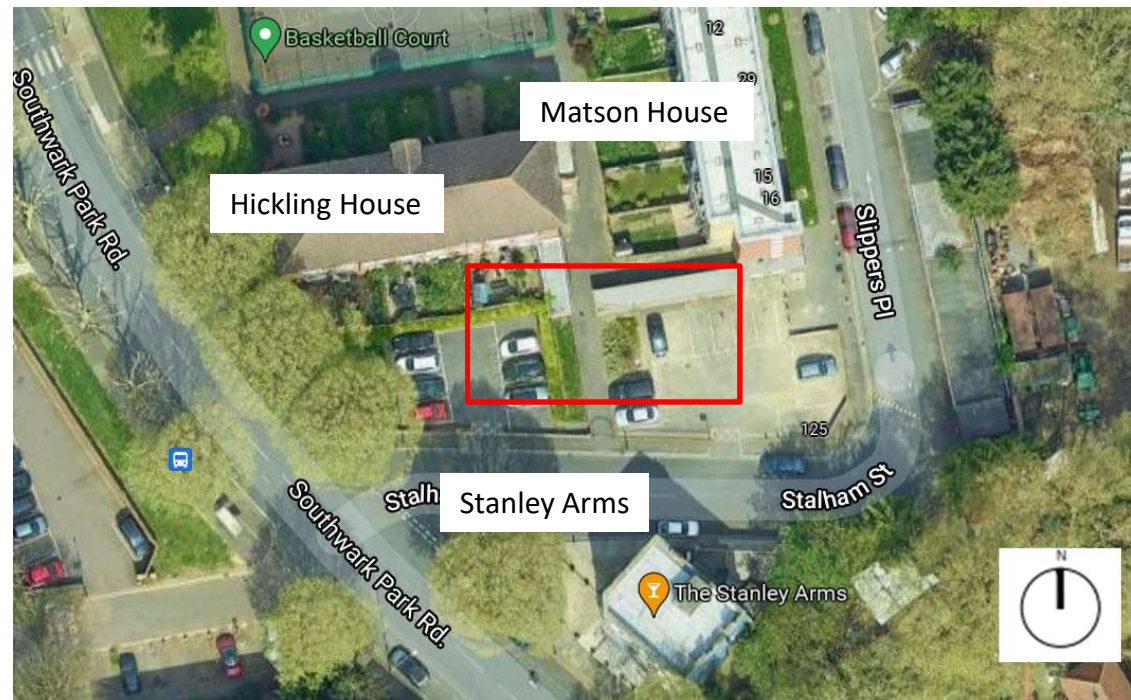 Basketball Court
12
29
Matson House
Southwark Park Rd.
15
16
Hickling House
Slippers Pl
125
Stalh
Stanley Arms
Stalham St
Southwark Park Rd.
The Stanley Arms
N